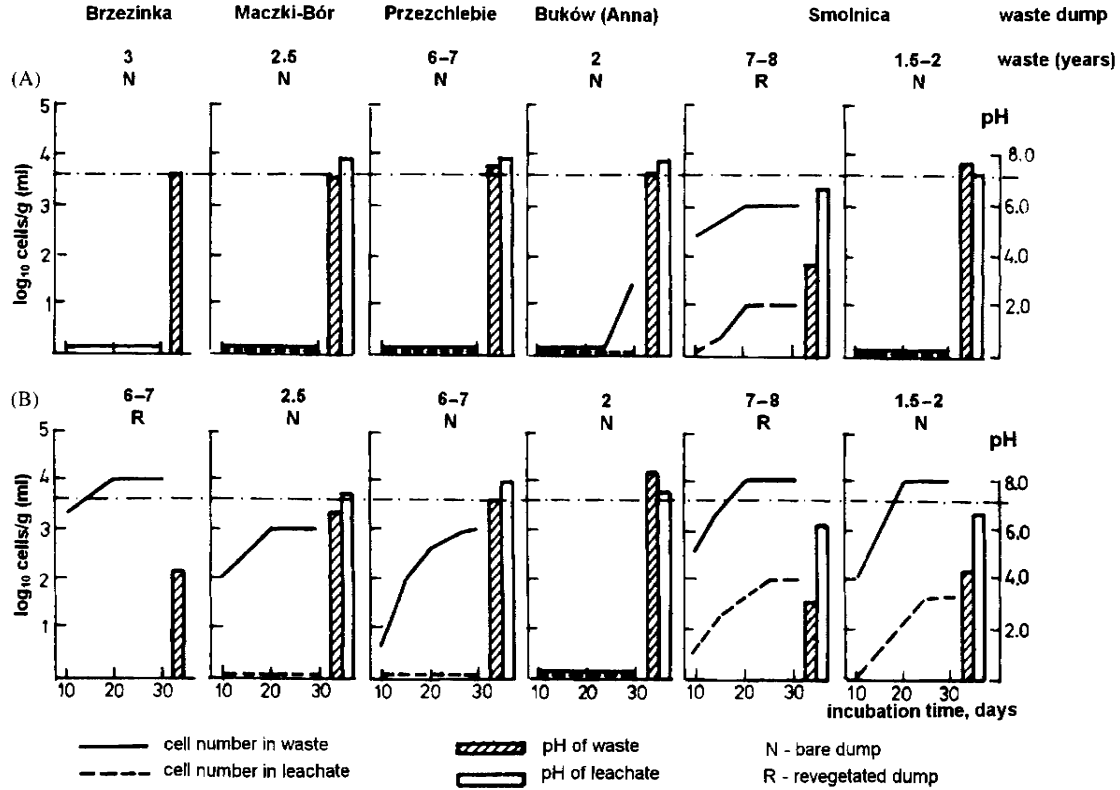 Brzezinka Maczki-Bór Przezchlebie Buków (Anna) Smolnica waste dump
3 2.5 6–7 2 7–8 1.5–2 waste (years)
(A) N N N N R N
5 pH
4 8.0
3 6.0
2 4.0
1 2.0
log₁₀ cells/g (ml)
(B) 6–7 2.5 6–7 2 7–8 1.5–2
R N N N R N
5 pH
4 8.0
3 6.0
2 4.0
1 2.0
log₁₀ cells/g (ml)
10 20 30 10 20 30 10 20 30 10 20 30 10 20 30 10 20 30
incubation time, days
cell number in waste pH of waste N - bare dump
cell number in leachate pH of leachate R - revegetated dump